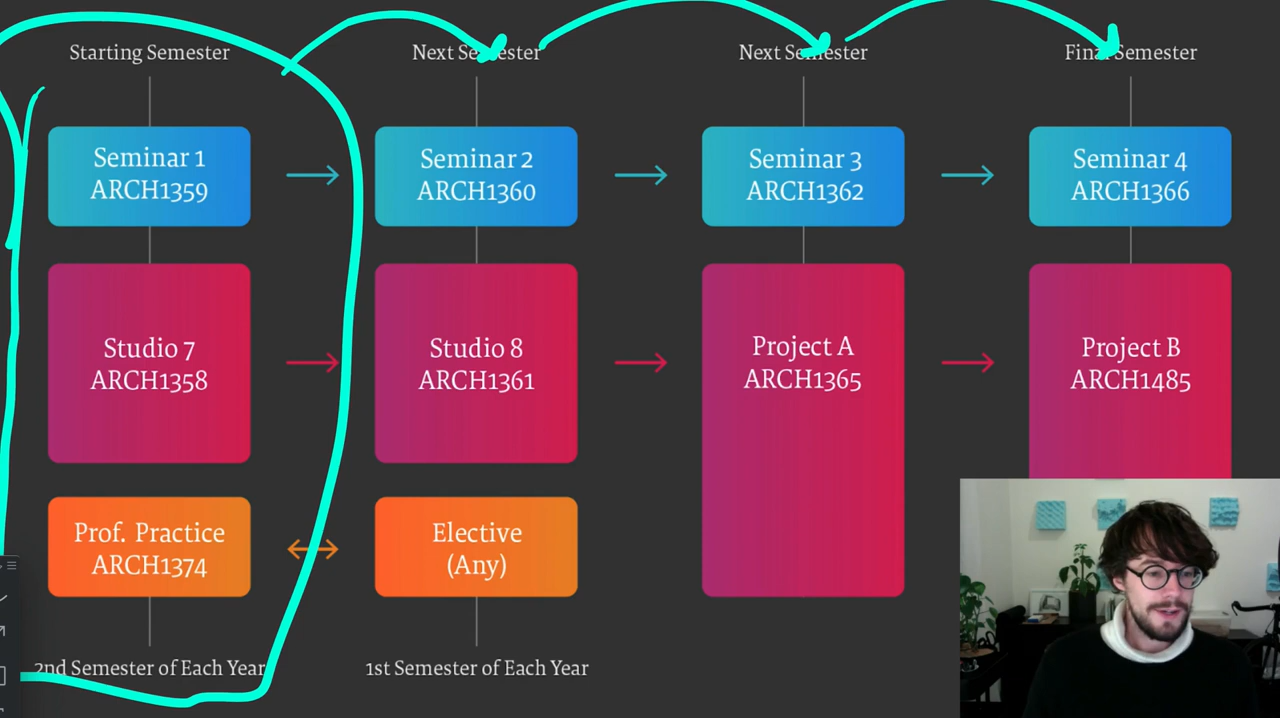 Starting Semester
Next Semester
Next Semester
Final Semester
Seminar 1
ARCH1359
Seminar 2
ARCH1360
Seminar 3
ARCH1362
Seminar 4
ARCH1366
Studio 7
ARCH1358
Studio 8
ARCH1361
Project A
ARCH1365
Project B
ARCH1485
Prof. Practice
ARCH1374
Elective
(Any)
2nd Semester of Each Year
1st Semester of Each Year